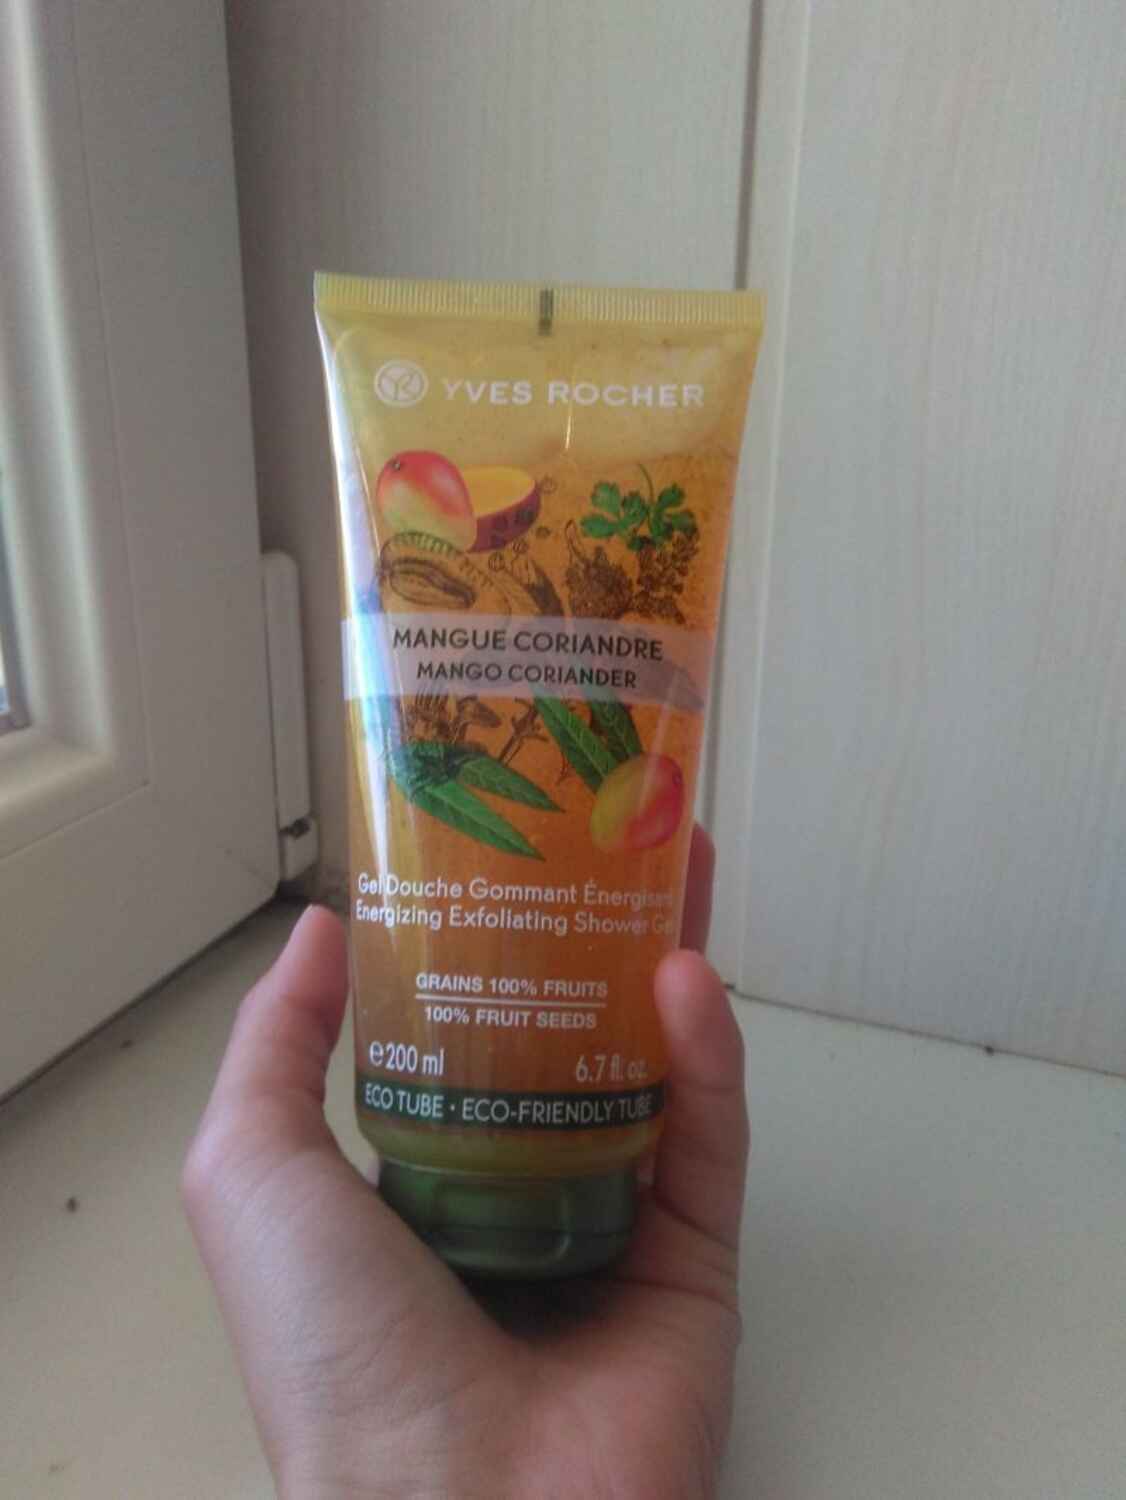 YVES ROCHER
MANGUE CORIANDRE
MANGO CORIANDER
Gel Douche Gommant Énergisant
Energizing Exfoliating Shower Gel
GRAINS 100% FRUITS
100% FRUIT SEEDS
e 200 ml 6.7 fl. oz.
ECO TUBE · ECO-FRIENDLY TUBE